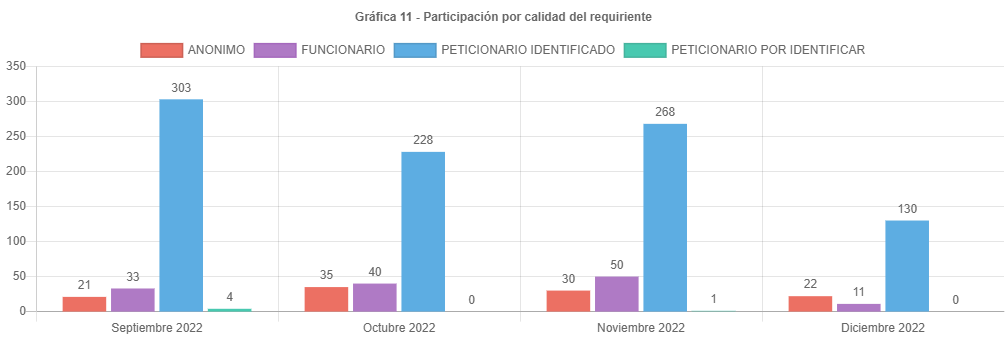 Gráfica 11 - Participación por calidad del requiriente
ANONIMO FUNCIONARIO PETICIONARIO IDENTIFICADO PETICIONARIO POR IDENTIFICAR
350
300
250
200
150
100
50
0
21 33 303 4
35 40 228 0
30 50 268 1
22 11 130 0
Septiembre 2022 Octubre 2022 Noviembre 2022 Diciembre 2022